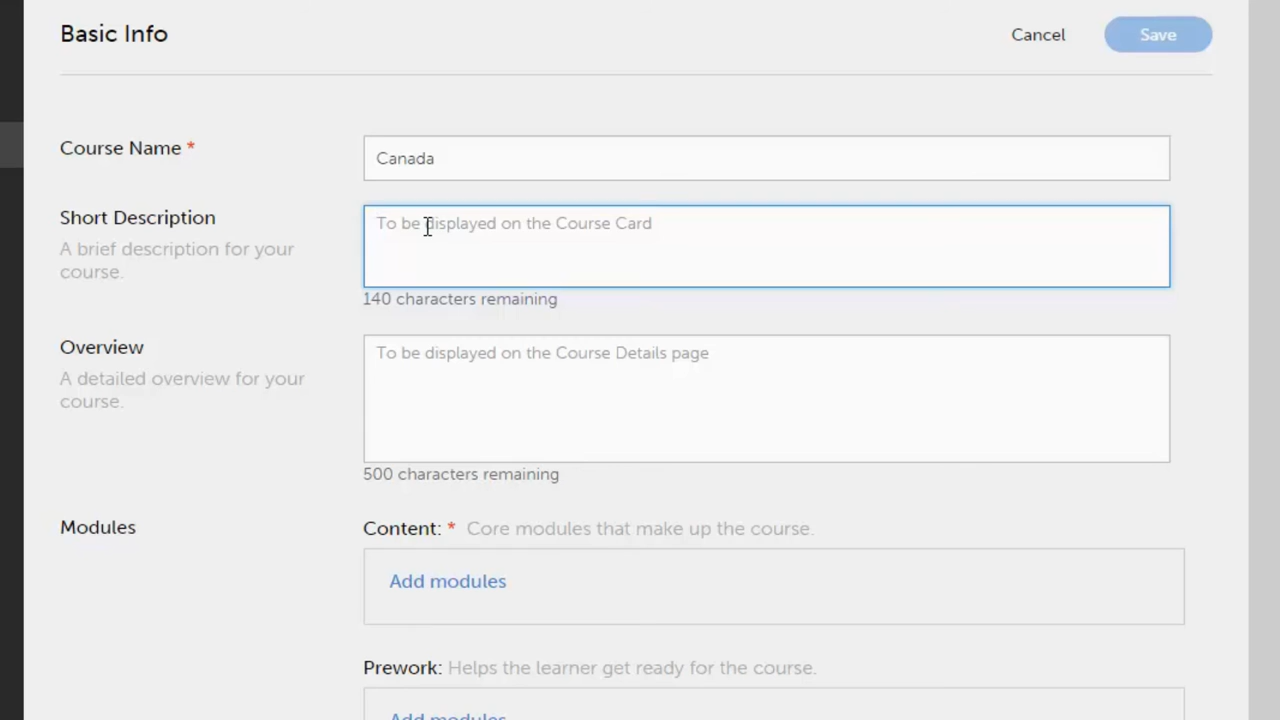 Basic Info
Cancel
Save
Course Name *
Canada
Short Description
To be displayed on the Course Card
A brief description for your
course.
140 characters remaining
Overview
To be displayed on the Course Details page
A detailed overview for your
course.
500 characters remaining
Modules
Content: * Core modules that make up the course.
Add modules
Prework: Helps the learner get ready for the course.
Add modules